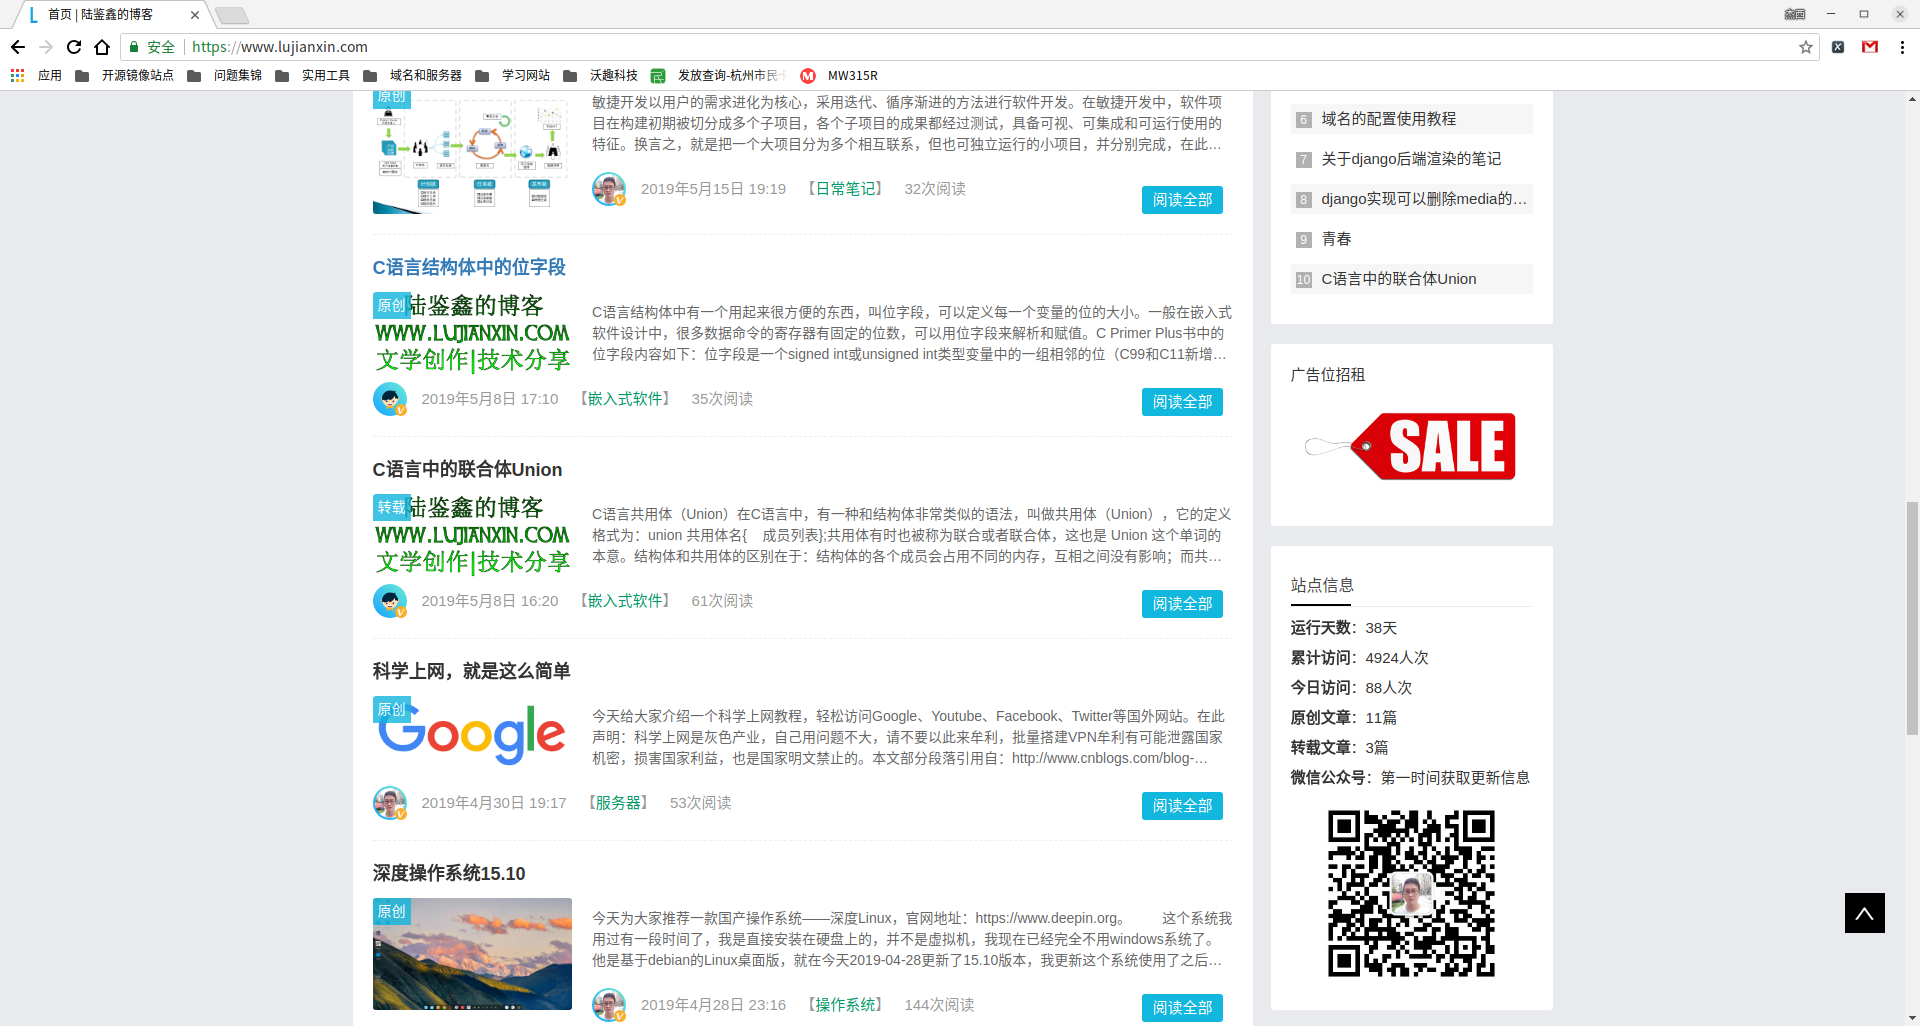 首页 | 陆鉴鑫的博客
安全 | https://www.lujianxin.com
应用 开源镜像站点 问题集锦 实用工具 域名和服务器 学习网站 沃趣科技 发放查询-杭州市民卡 MW315R
原创
敏捷开发以用户的需求进化为核心，采用迭代、循序渐进的方法进行软件开发。在敏捷开发中，软件项
目在构建初期被切分成多个子项目，各个子项目的成果都经过测试，具备可视、可集成和可运行使用的
特征。换言之，就是把一个大项目分为多个相互联系，但也可独立运行的小项目，并分别完成，在此…
2019年5月15日 19:19 【日常笔记】 32次阅读
阅读全部
C语言结构体中的位字段
原创
陆鉴鑫的博客
WWW.LUJIANXIN.COM
文学创作|技术分享
C语言结构体中有一个用起来很方便的东西，叫位字段，可以定义每一个变量的位的大小。一般在嵌入式
软件设计中，很多数据命令的寄存器有固定的位数，可以用位字段来解析和赋值。C Primer Plus书中的
位字段内容如下：位字段是一个signed int或unsigned int类型变量中的一组相邻的位（C99和C11新增…
2019年5月8日 17:10 【嵌入式软件】 35次阅读
阅读全部
C语言中的联合体Union
转载
陆鉴鑫的博客
WWW.LUJIANXIN.COM
文学创作|技术分享
C语言共用体（Union）在C语言中，有一种和结构体非常类似的语法，叫做共用体（Union），它的定义
格式为：union 共用体名{ 成员列表};共用体有时也被称为联合或者联合体，这也是 Union 这个单词的
本意。结构体和共用体的区别在于：结构体的各个成员会占用不同的内存，互相之间没有影响；而共…
2019年5月8日 16:20 【嵌入式软件】 61次阅读
阅读全部
科学上网，就是这么简单
原创
Google
今天给大家介绍一个科学上网教程，轻松访问Google、Youtube、Facebook、Twitter等国外网站。在此
声明：科学上网是灰色产业，自己用问题不大，请不要以此来牟利，批量搭建VPN牟利有可能泄露国家
机密，损害国家利益，也是国家明文禁止的。本文部分段落引用自：http://www.cnblogs.com/blog-…
2019年4月30日 19:17 【服务器】 53次阅读
阅读全部
深度操作系统15.10
原创
今天为大家推荐一款国产操作系统——深度Linux，官网地址：https://www.deepin.org。 这个系统我
用过有一段时间了，我是直接安装在硬盘上的，并不是虚拟机，我现在已经完全不用windows系统了。
他是基于debian的Linux桌面版，就在今天2019-04-28更新了15.10版本，我更新这个系统使用了之后…
2019年4月28日 23:16 【操作系统】 144次阅读
阅读全部
6 域名的配置使用教程
7 关于django后端渲染的笔记
8 django实现可以删除media的…
9 青春
10 C语言中的联合体Union
广告位招租
SALE
站点信息
运行天数：38天
累计访问：4924人次
今日访问：88人次
原创文章：11篇
转载文章：3篇
微信公众号：第一时间获取更新信息